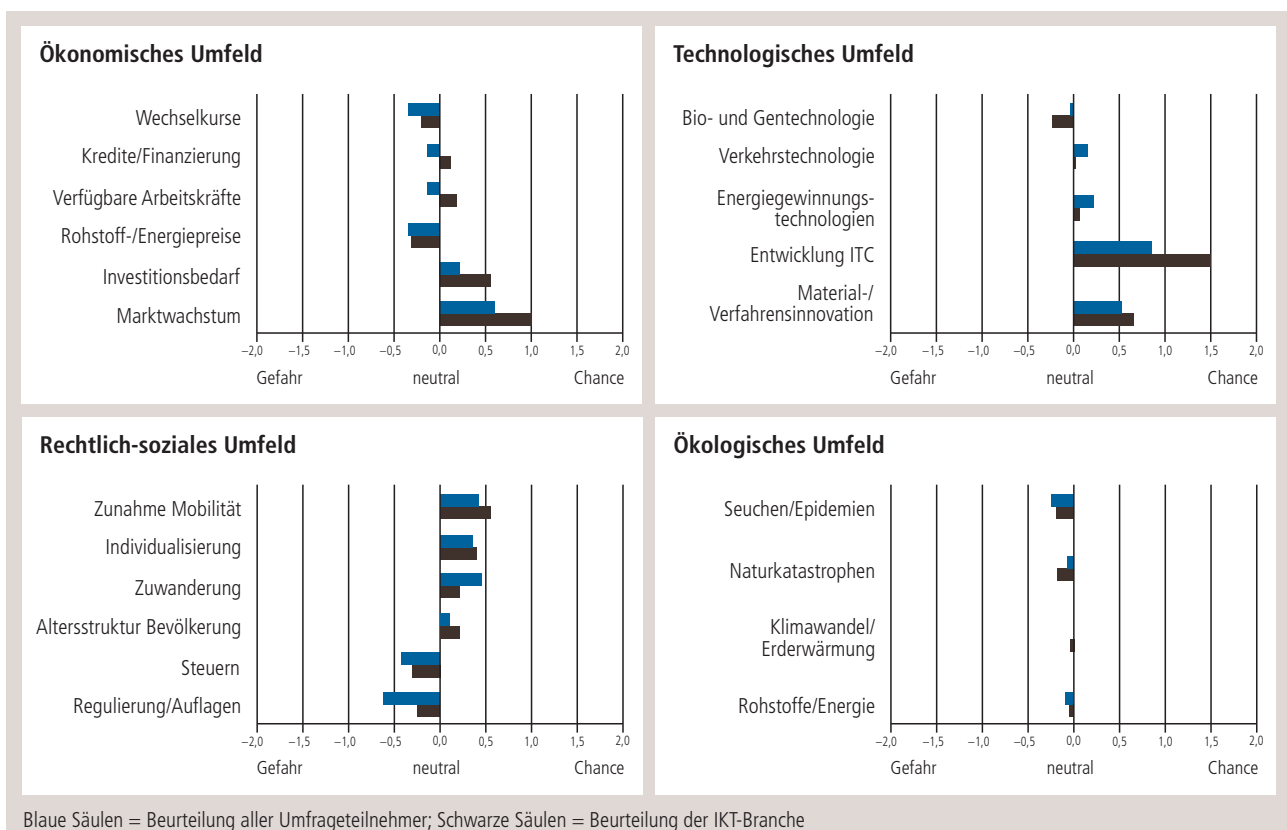 Ökonomisches Umfeld
Wechselkurse
Kredite/Finanzierung
Verfügbare Arbeitskräfte
Rohstoff-/Energiepreise
Investitionsbedarf
Marktwachstum
–2,0 –1,5 –1,0 –0,5 0,0 0,5 1,0 1,5 2,0
Gefahr neutral Chance
Technologisches Umfeld
Bio- und Gentechnologie
Verkehrstechnologie
Energiegewinnungs-
technologien
Entwicklung ITC
Material-/
Verfahrensinnovation
–2,0 –1,5 –1,0 –0,5 0,0 0,5 1,0 1,5 2,0
Gefahr neutral Chance
Rechtlich-soziales Umfeld
Zunahme Mobilität
Individualisierung
Zuwanderung
Altersstruktur Bevölkerung
Steuern
Regulierung/Auflagen
–2,0 –1,5 –1,0 –0,5 0,0 0,5 1,0 1,5 2,0
Gefahr neutral Chance
Ökologisches Umfeld
Seuchen/Epidemien
Naturkatastrophen
Klimawandel/
Erderwärmung
Rohstoffe/Energie
–2,0 –1,5 –1,0 –0,5 0,0 0,5 1,0 1,5 2,0
Gefahr neutral Chance
Blaue Säulen = Beurteilung aller Umfrageteilnehmer; Schwarze Säulen = Beurteilung der IKT-Branche